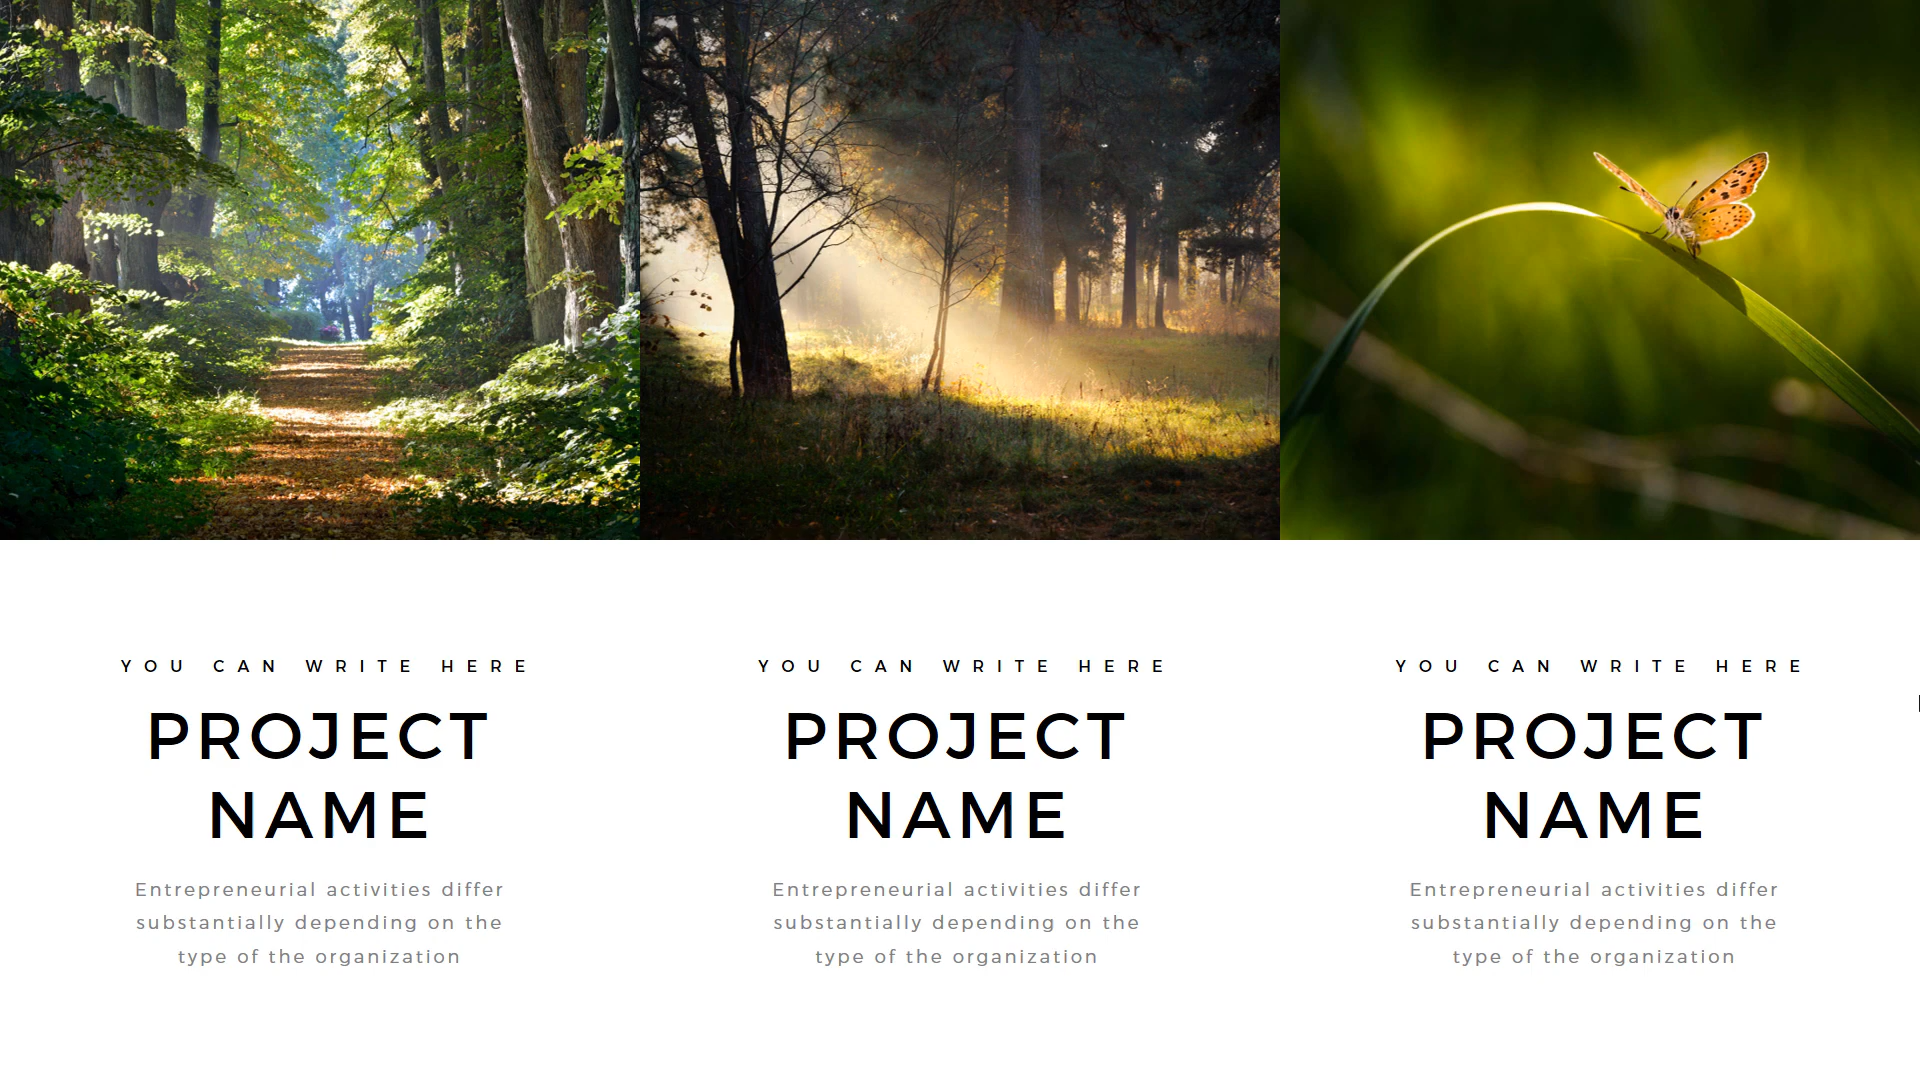 YOU CAN WRITE HERE
PROJECT
NAME
Entrepreneurial activities differ
substantially depending on the
type of the organization
YOU CAN WRITE HERE
PROJECT
NAME
Entrepreneurial activities differ
substantially depending on the
type of the organization
YOU CAN WRITE HERE
PROJECT
NAME
Entrepreneurial activities differ
substantially depending on the
type of the organization